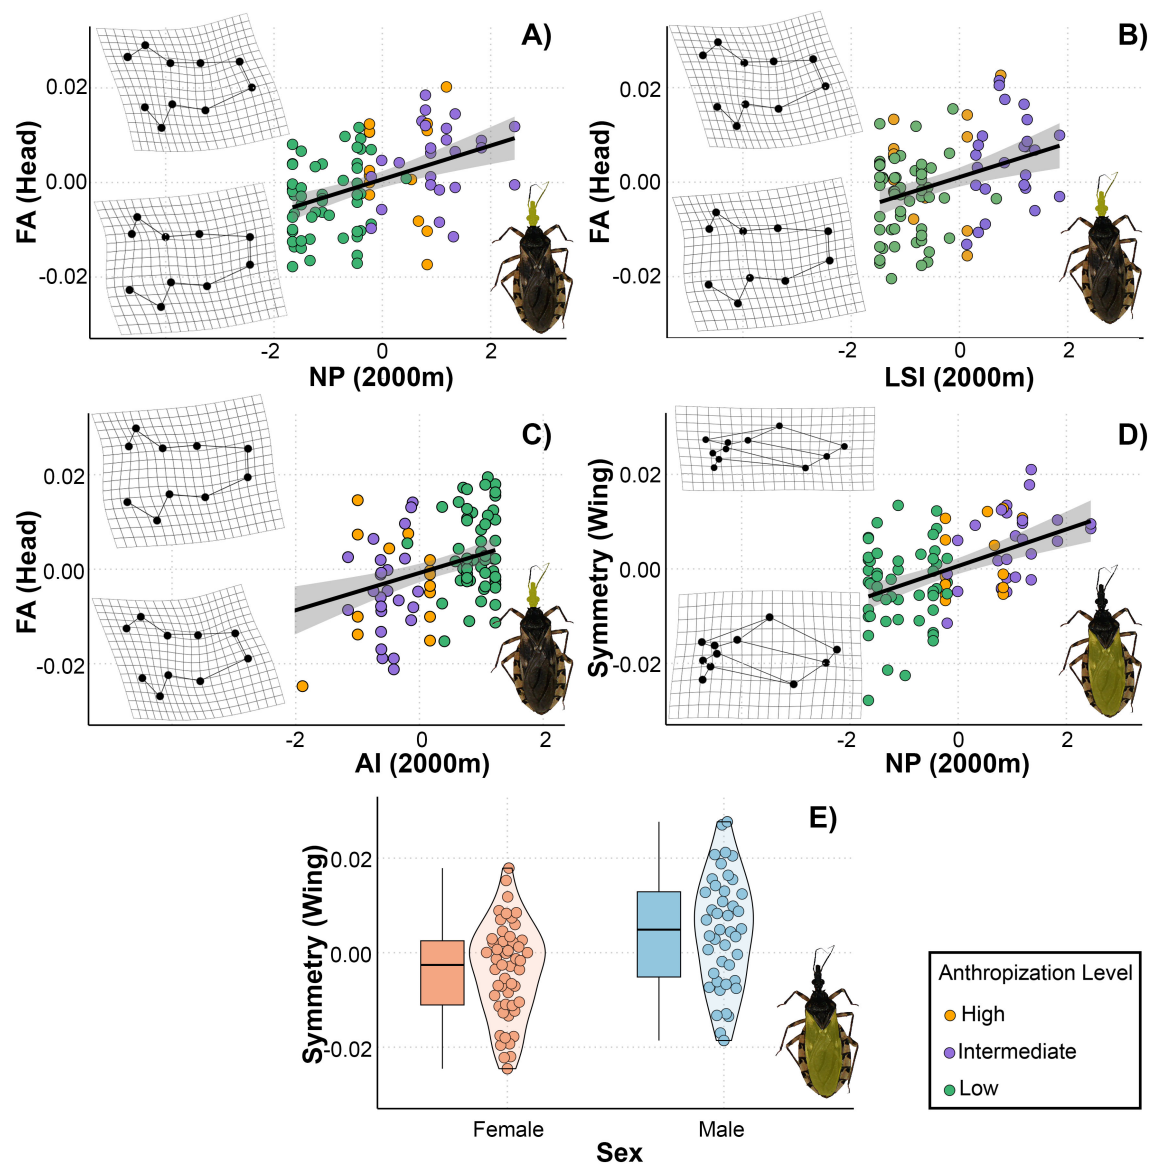 A)
FA (Head)
0.02
0.00
-0.02
-2 0 2
NP (2000m)
B)
FA (Head)
0.02
0.00
-0.02
-2 0 2
LSI (2000m)
C)
FA (Head)
0.02
0.00
-0.02
-2 0 2
AI (2000m)
D)
Symmetry (Wing)
0.02
0.00
-0.02
-2 0 2
NP (2000m)
E)
Symmetry (Wing)
0.02
0.00
-0.02
Female Male
Sex
Anthropization Level
High
Intermediate
Low